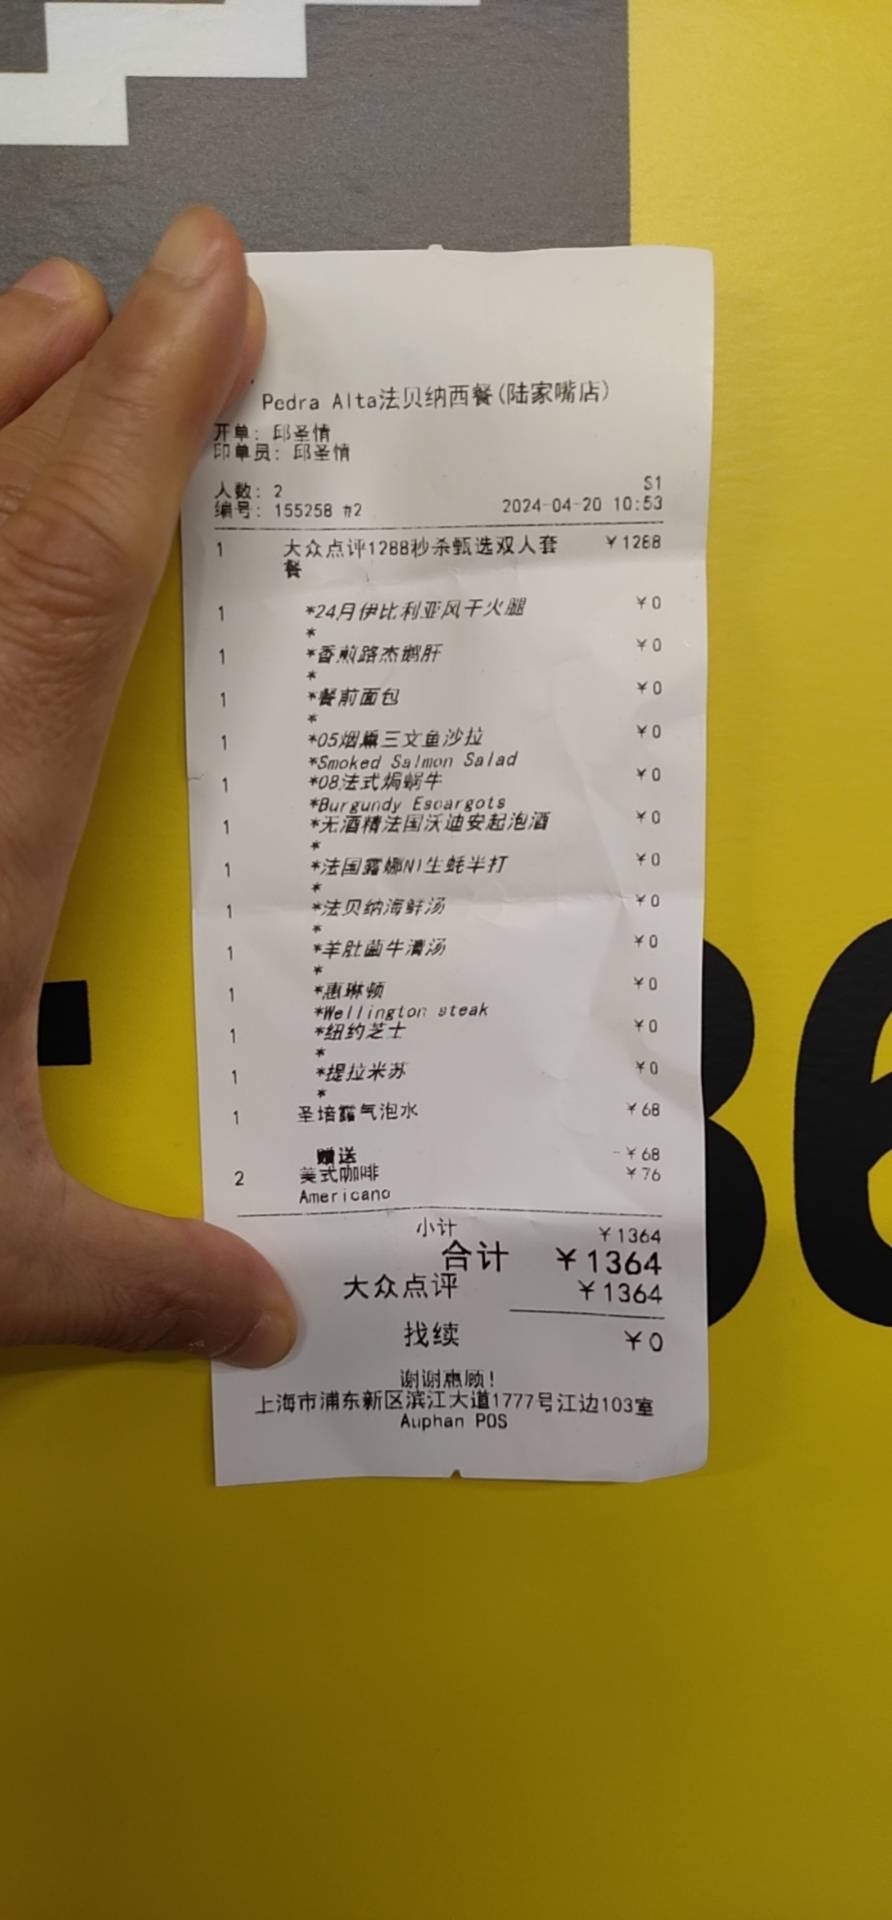 Pedra Alta法贝纳西餐(陆家嘴店)
开单: 邱圣情
印单员: 邱圣情
人数: 2 S1
编号: 155258 #2 2024-04-20 10:53
1 大众点评1288秒杀甄选双人套 ¥1288
餐
1 *24月伊比利亚风干火腿 ¥0
*
1 *香煎路杰鹅肝 ¥0
*
1 *餐前面包 ¥0
*
1 *05烟熏三文鱼沙拉 ¥0
*Smoked Salmon Salad
1 *08法式焗蜗牛 ¥0
*Burgundy Escargots
1 *无酒精法国沃迪安起泡酒 ¥0
*
1 *法国露娜N1生蚝半打 ¥0
*
1 *法贝纳海鲜汤 ¥0
*
1 *羊肚菌牛清汤 ¥0
*
1 *惠琳顿 ¥0
*Wellington steak
1 *纽约芝士 ¥0
*
1 *提拉米苏 ¥0
*
1 圣培露气泡水 ¥68
赠送 -¥68
2 美式咖啡 ¥76
Americano
小计 ¥1364
合计 ¥1364
大众点评 ¥1364
找续 ¥0
谢谢惠顾!
上海市浦东新区滨江大道1777号江边103室
Auphan POS
36